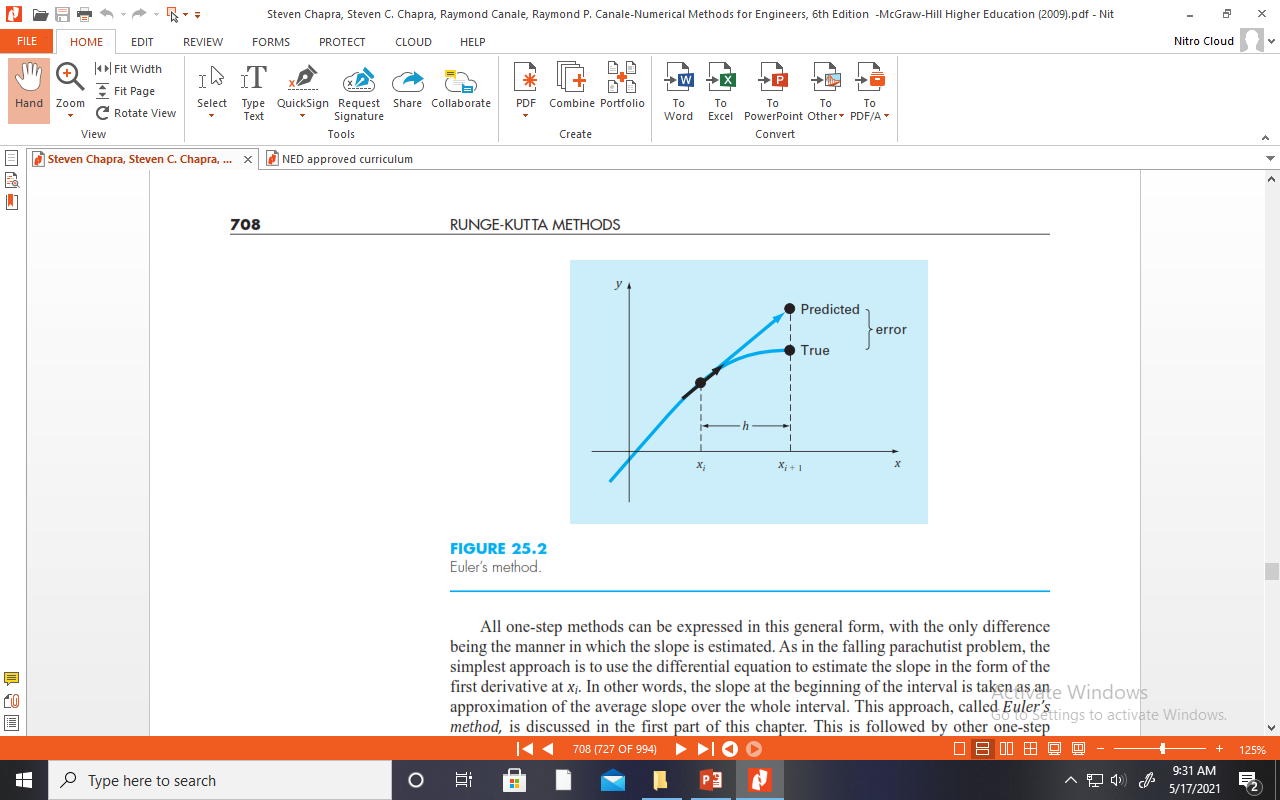 Steven Chapra, Steven C. Chapra, Raymond Canale, Raymond P. Canale-Numerical Methods for Engineers, 6th Edition -McGraw-Hill Higher Education (2009).pdf - Nit
FILE HOME EDIT REVIEW FORMS PROTECT CLOUD HELP
Nitro Cloud
Hand
Zoom
Fit Width
Fit Page
Rotate View
View
Select
Type Text
QuickSign
Request Signature
Share
Collaborate
Tools
PDF
Combine
Portfolio
Create
To Word
To Excel
To PowerPoint
To Other
To PDF/A
Convert
Steven Chapra, Steven C. Chapra, ...
NED approved curriculum
708 RUNGE-KUTTA METHODS
y
Predicted
error
True
h
xi
xi + 1
x
FIGURE 25.2
Euler's method.
All one-step methods can be expressed in this general form, with the only difference
being the manner in which the slope is estimated. As in the falling parachutist problem, the
simplest approach is to use the differential equation to estimate the slope in the form of the
first derivative at xi. In other words, the slope at the beginning of the interval is taken as an
approximation of the average slope over the whole interval. This approach, called Euler's
method, is discussed in the first part of this chapter. This is followed by other one-step
Activate Windows
Go to Settings to activate Windows.
708 (727 OF 994)
125%
Type here to search
9:31 AM
5/17/2021
2